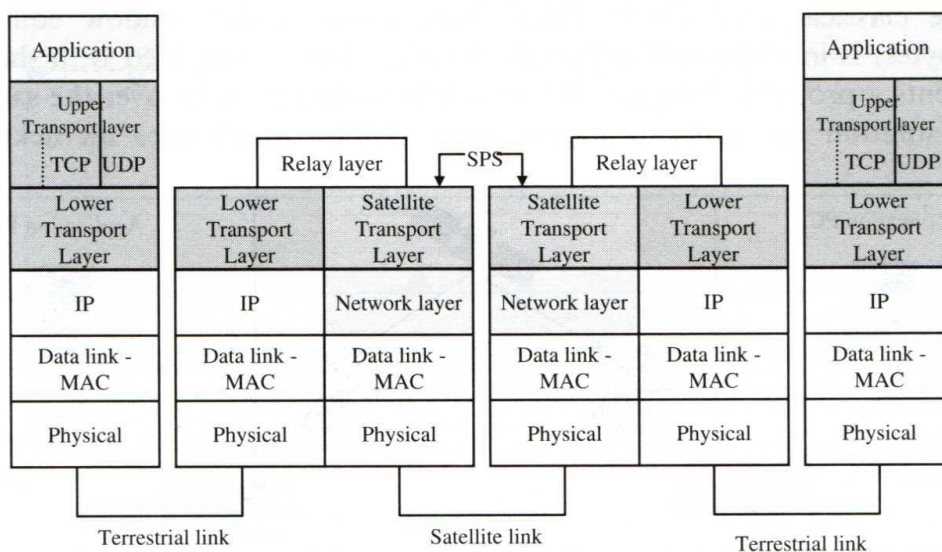 Application
Upper
Transport layer
TCP UDP
Lower
Transport
Layer
IP
Data link -
MAC
Physical
Relay layer
Lower
Transport
Layer
IP
Data link -
MAC
Physical
Satellite
Transport
Layer
Network layer
Data link -
MAC
Physical
SPS
Relay layer
Satellite
Transport
Layer
Network layer
Data link -
MAC
Physical
Lower
Transport
Layer
IP
Data link -
MAC
Physical
Application
Upper
Transport layer
TCP UDP
Lower
Transport
Layer
IP
Data link -
MAC
Physical
Terrestrial link
Satellite link
Terrestrial link